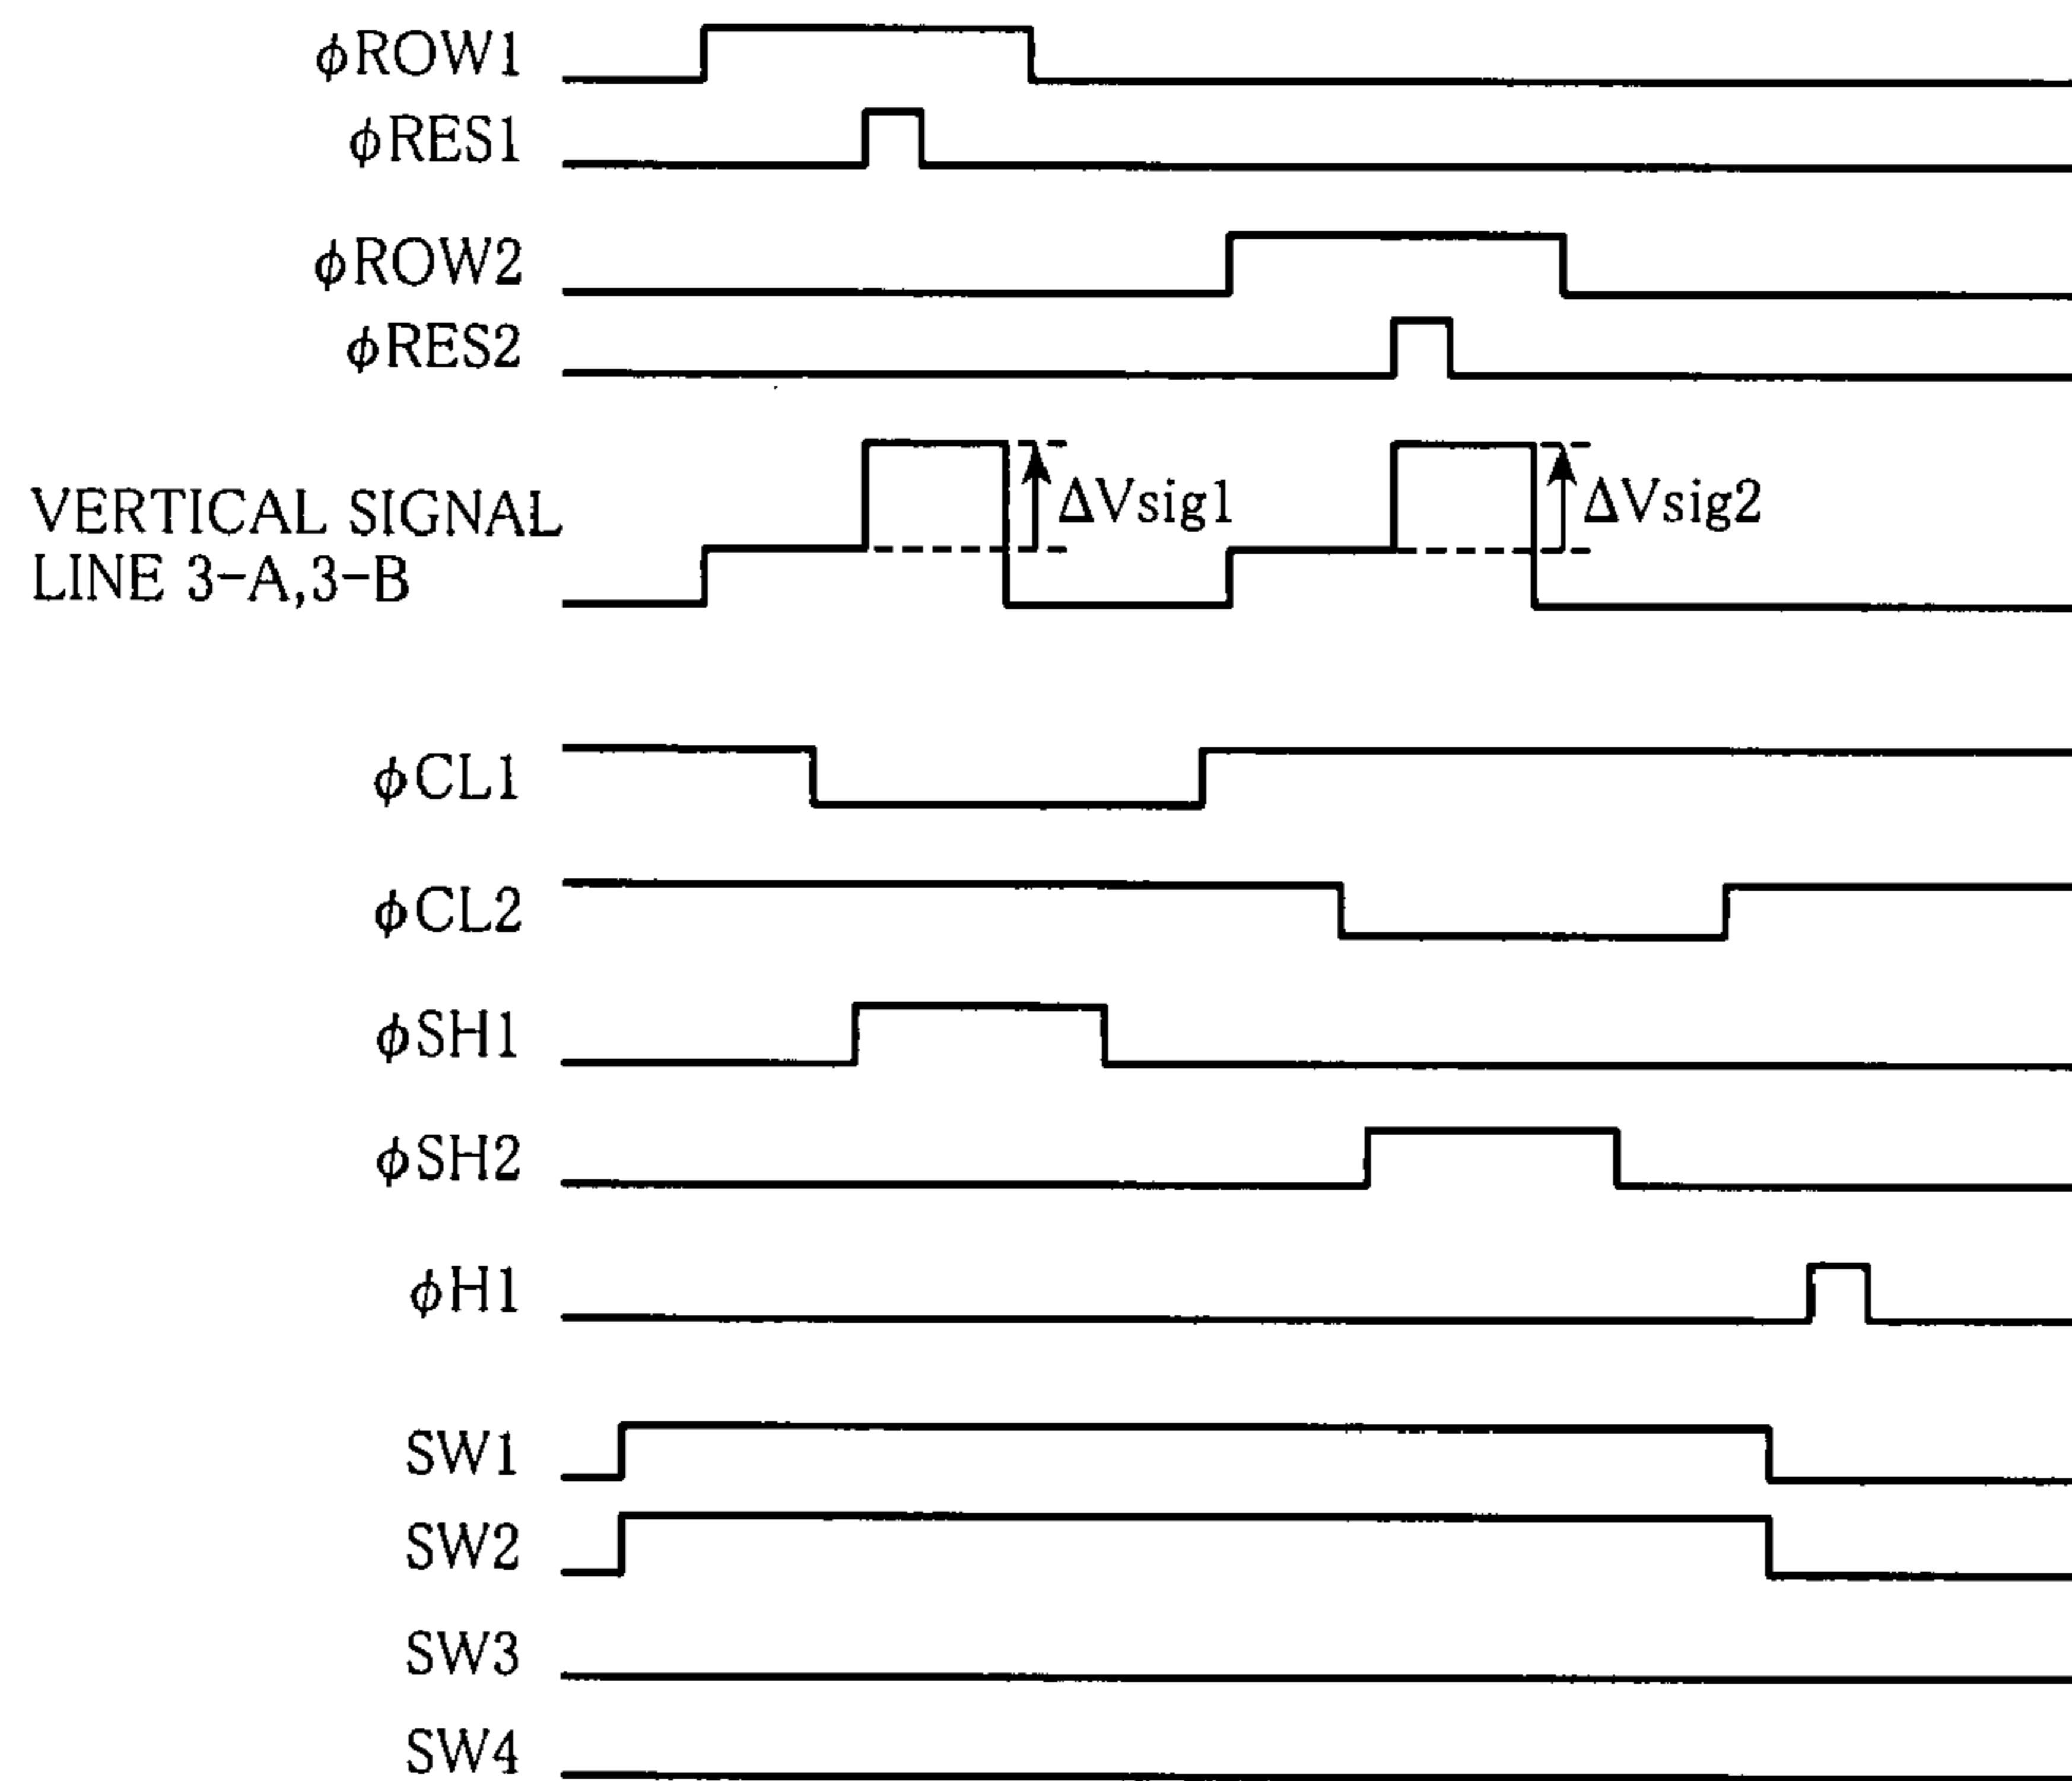 ϕROW1
ϕRES1
ϕROW2
ϕRES2
VERTICAL SIGNAL
LINE 3-A,3-B
ΔVsig1
ΔVsig2
ϕCL1
ϕCL2
ϕSH1
ϕSH2
ϕH1
SW1
SW2
SW3
SW4